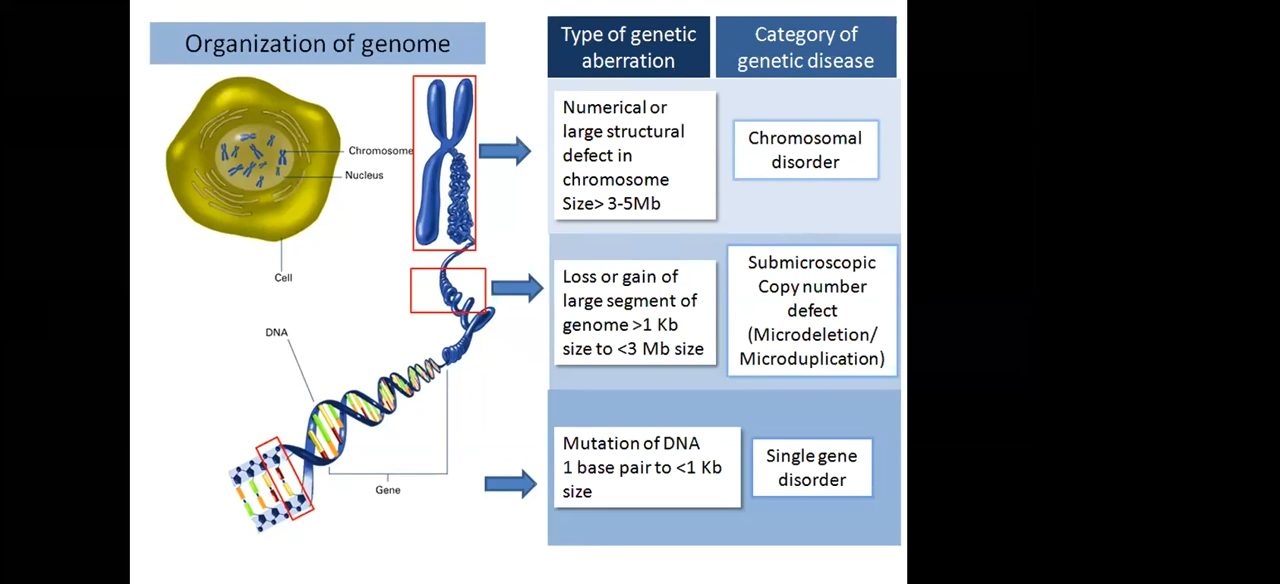 Organization of genome
Chromosome
Nucleus
Cell
DNA
Gene
Type of genetic
aberration
Category of
genetic disease
Numerical or
large structural
defect in
chromosome
Size> 3-5Mb
Chromosomal
disorder
Loss or gain of
large segment of
genome >1 Kb
size to <3 Mb size
Submicroscopic
Copy number
defect
(Microdeletion/
Microduplication)
Mutation of DNA
1 base pair to <1 Kb
size
Single gene
disorder